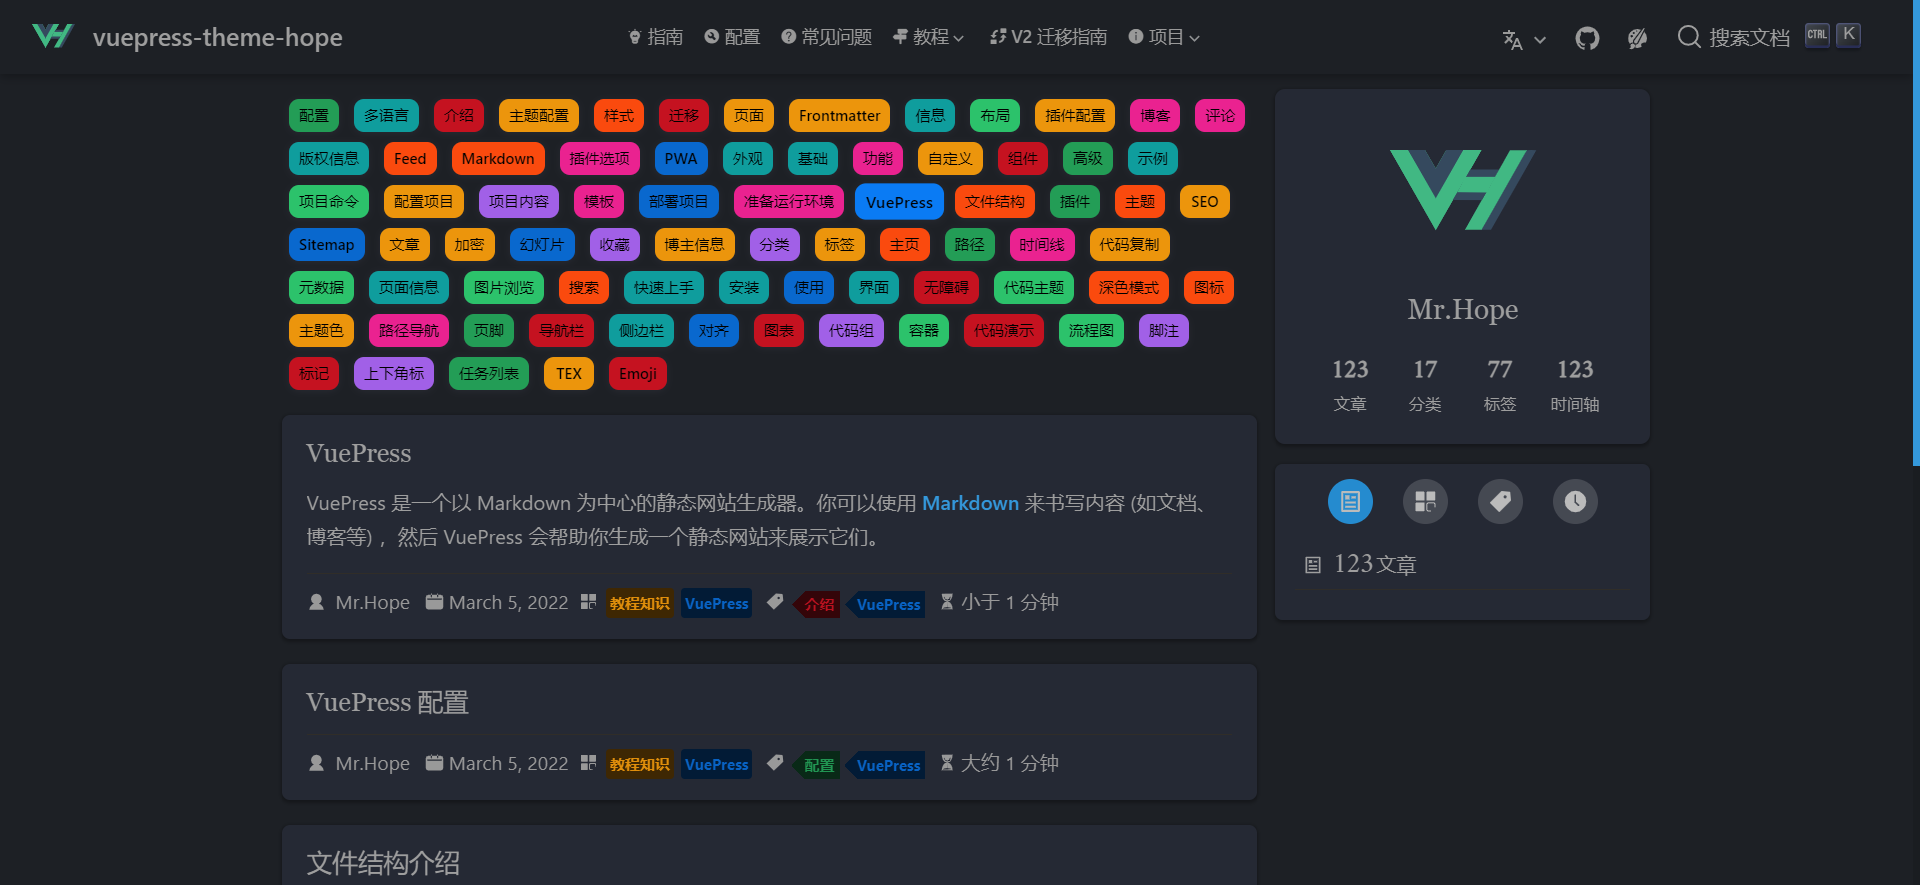 vuepress-theme-hope 指南 配置 常见问题 教程 V2 迁移指南 项目 搜索文档 CTRL K
配置 多语言 介绍 主题配置 样式 迁移 页面 Frontmatter 信息 布局 插件配置 博客 评论
版权信息 Feed Markdown 插件选项 PWA 外观 基础 功能 自定义 组件 高级 示例
项目命令 配置项目 项目内容 模板 部署项目 准备运行环境 VuePress 文件结构 插件 主题 SEO
Sitemap 文章 加密 幻灯片 收藏 博主信息 分类 标签 主页 路径 时间线 代码复制
元数据 页面信息 图片浏览 搜索 快速上手 安装 使用 界面 无障碍 代码主题 深色模式 图标
主题色 路径导航 页脚 导航栏 侧边栏 对齐 图表 代码组 容器 代码演示 流程图 脚注
标记 上下角标 任务列表 TEX Emoji
VuePress
VuePress 是一个以 Markdown 为中心的静态网站生成器。你可以使用 Markdown 来书写内容 (如文档、
博客等)，然后 VuePress 会帮助你生成一个静态网站来展示它们。
Mr.Hope March 5, 2022 教程知识 VuePress 介绍 VuePress 小于 1 分钟
VuePress 配置
Mr.Hope March 5, 2022 教程知识 VuePress 配置 VuePress 大约 1 分钟
文件结构介绍
Mr.Hope
123 17 77 123
文章 分类 标签 时间轴
123 文章